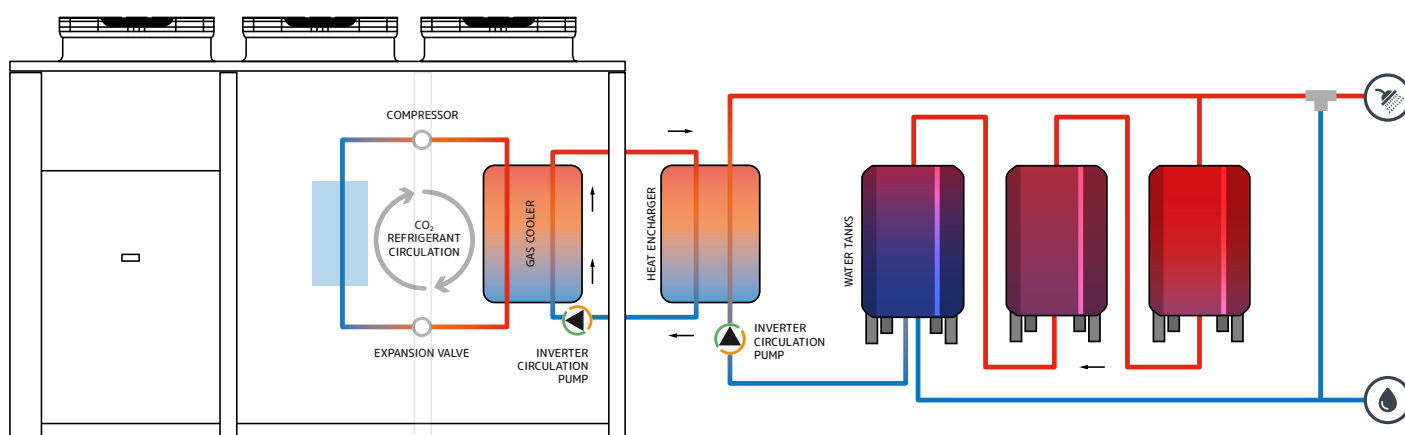 COMPRESSOR
CO₂
REFRIGERANT
CIRCULATION
EXPANSION VALVE
GAS COOLER
INVERTER
CIRCULATION
PUMP
HEAT ENCHARGER
INVERTER
CIRCULATION
PUMP
WATER TANKS